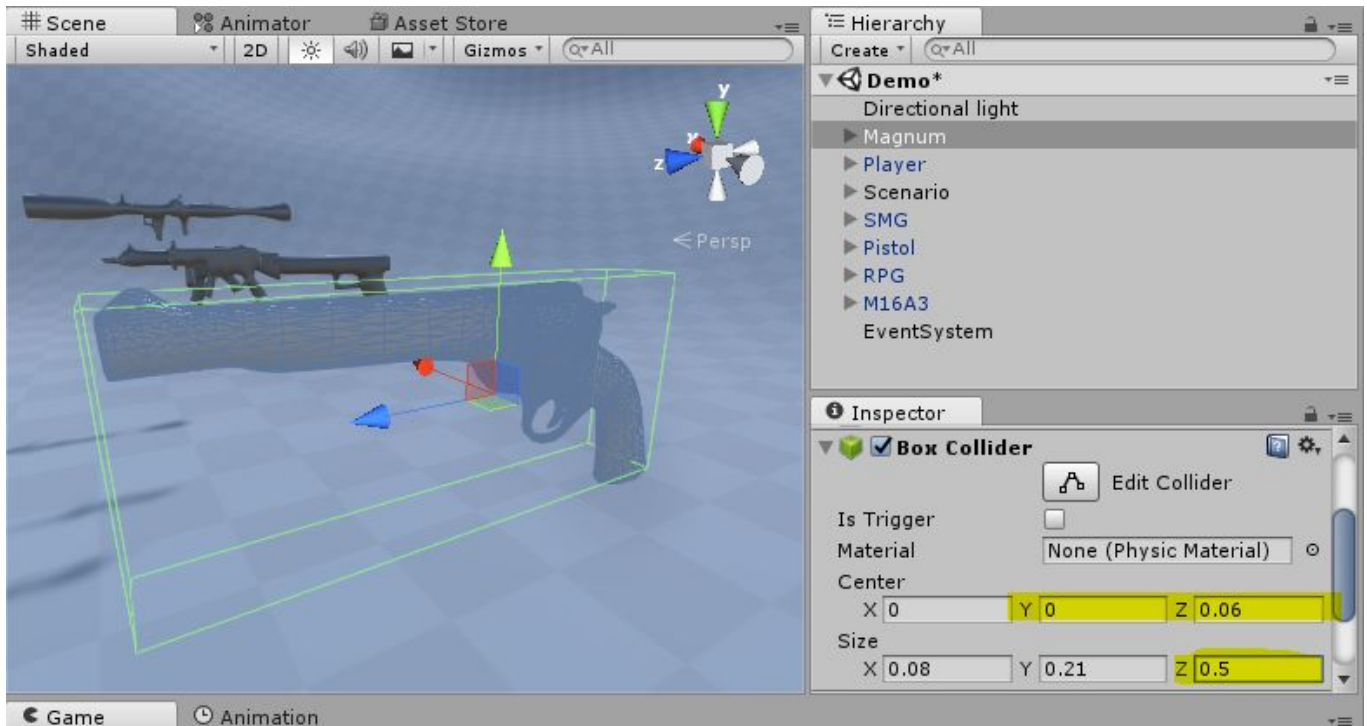 Scene Animator Asset Store
Shaded 2D Gizmos All
y
x
z
Persp
Hierarchy
Create All
Demo*
Directional light
Magnum
Player
Scenario
SMG
Pistol
RPG
M16A3
EventSystem
Inspector
Box Collider
Edit Collider
Is Trigger
Material None (Physic Material)
Center
X 0 Y 0 Z 0.06
Size
X 0.08 Y 0.21 Z 0.5
Game Animation